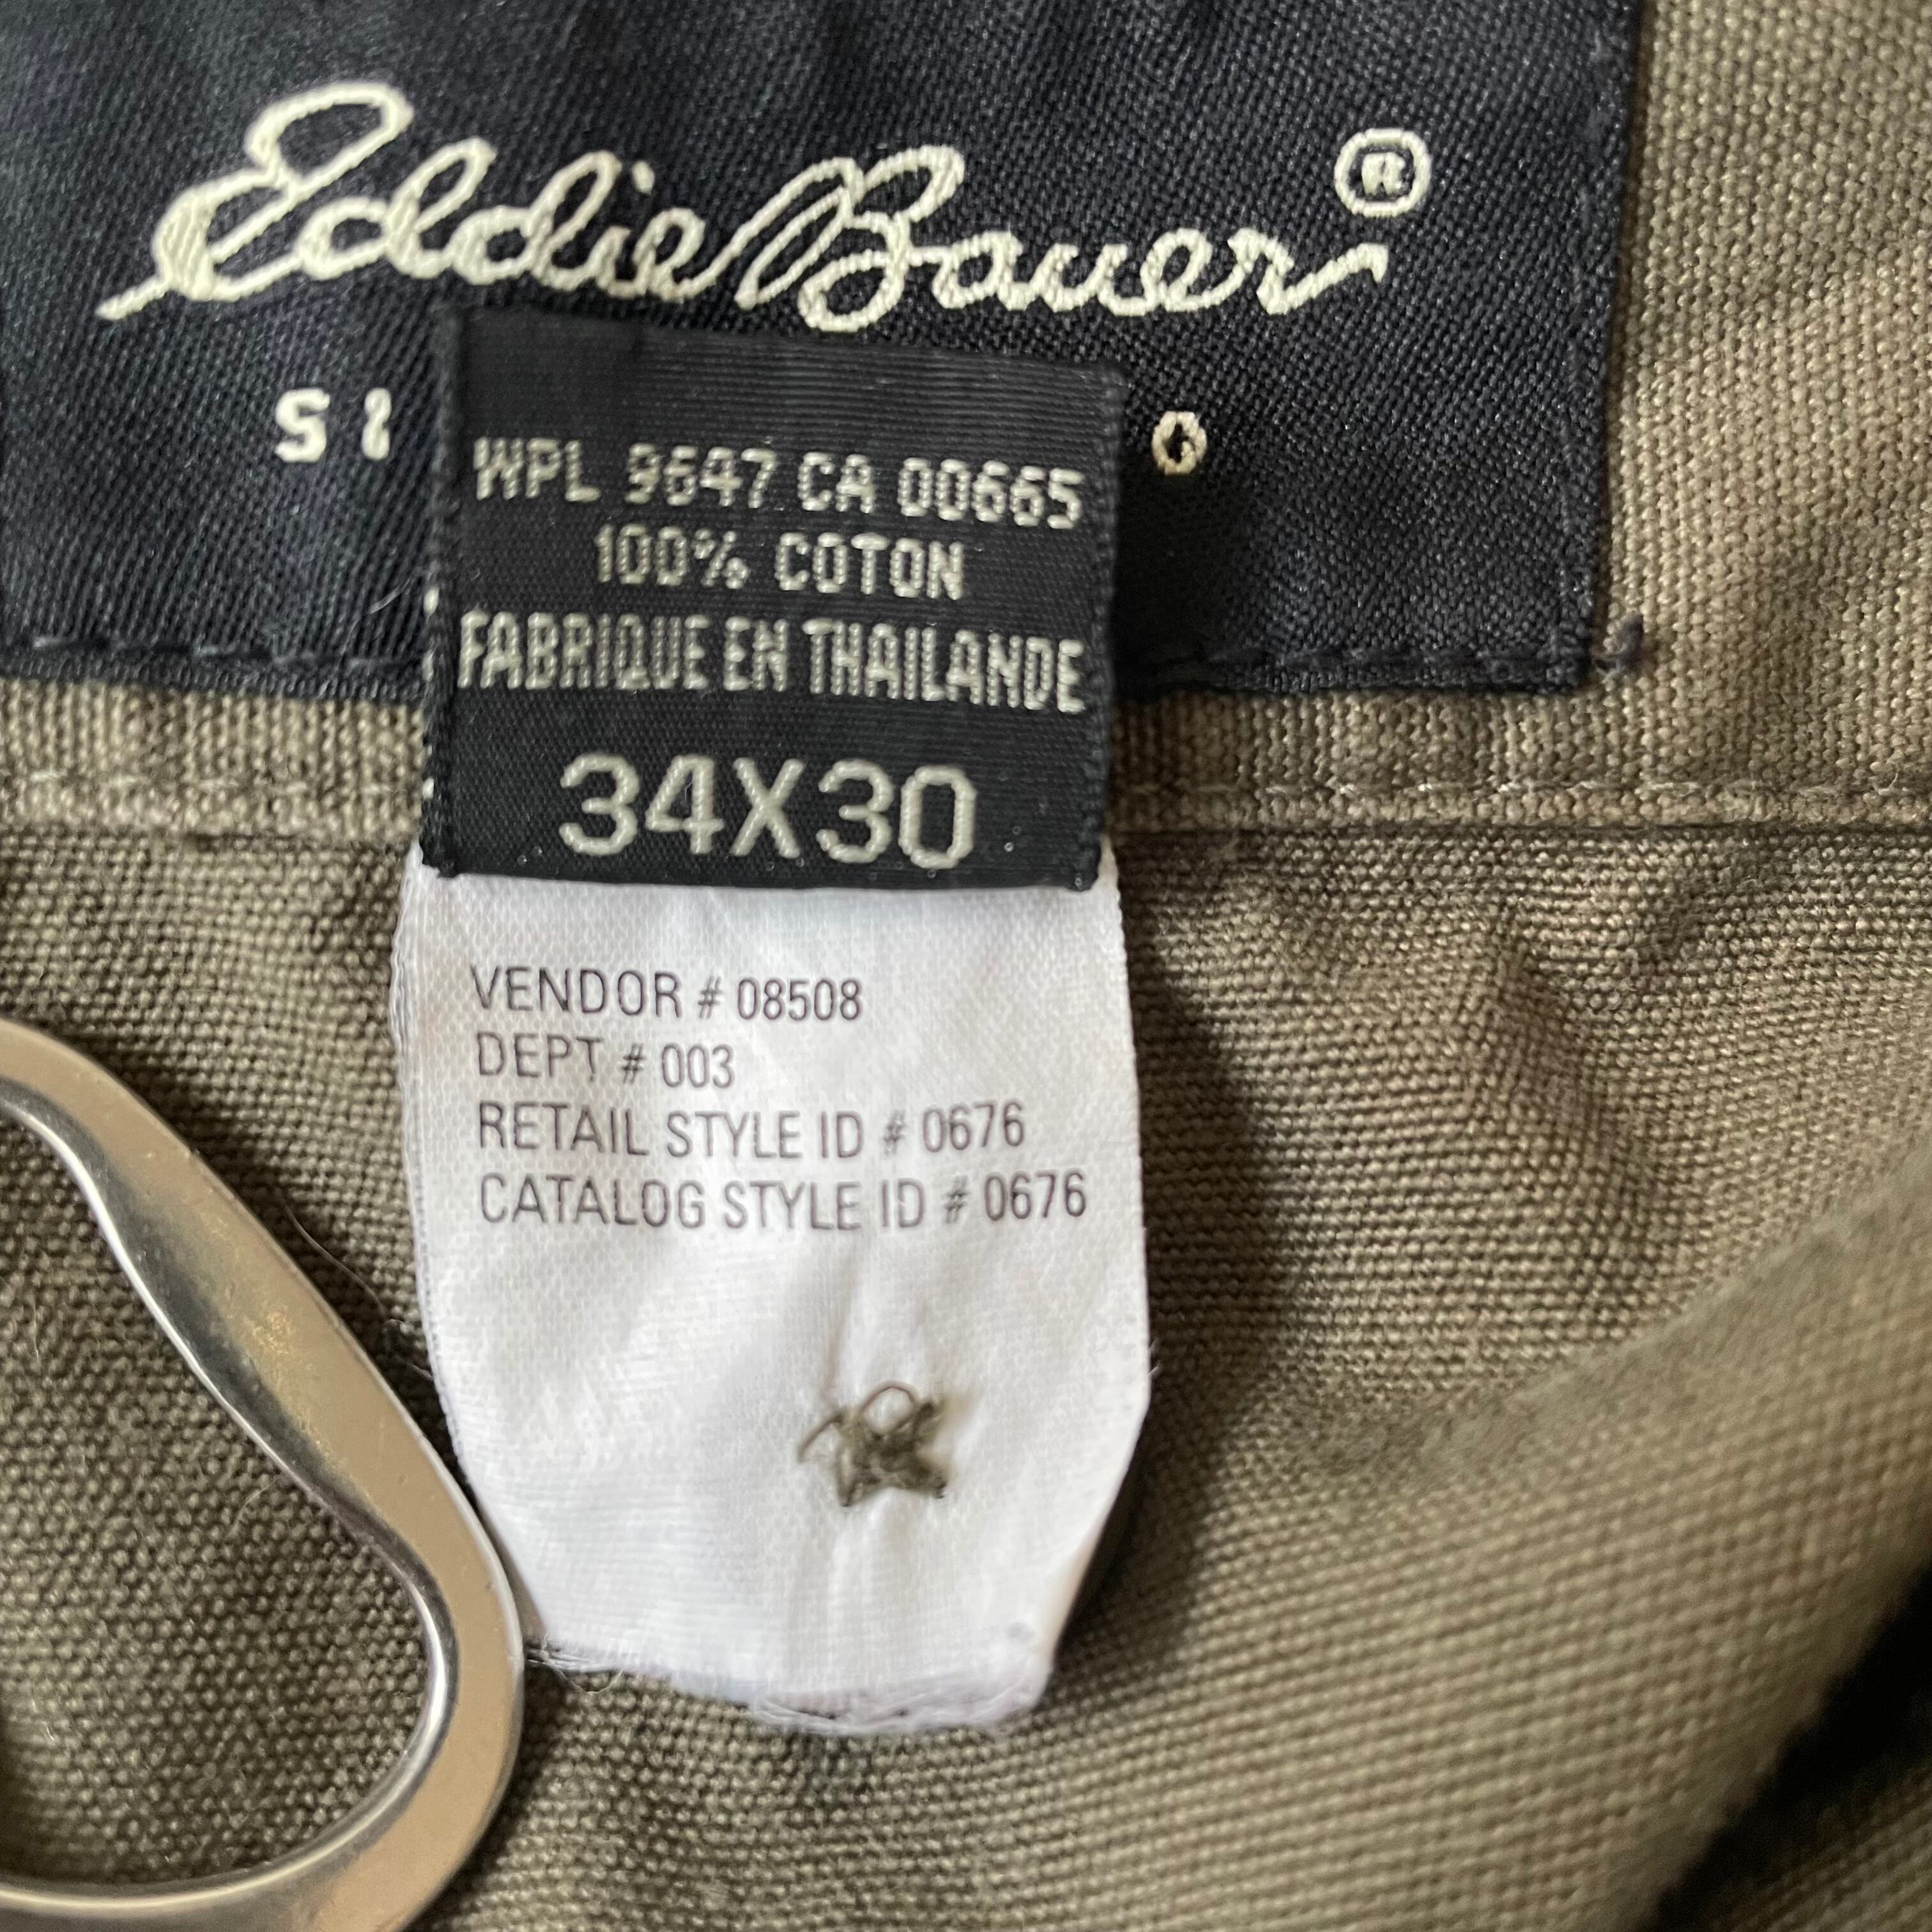 Eddie Bauer®
WPL 9647 CA 00665
100% COTON
FABRIQUE EN THAILANDE
34X30
VENDOR # 08508
DEPT # 003
RETAIL STYLE ID # 0676
CATALOG STYLE ID # 0676